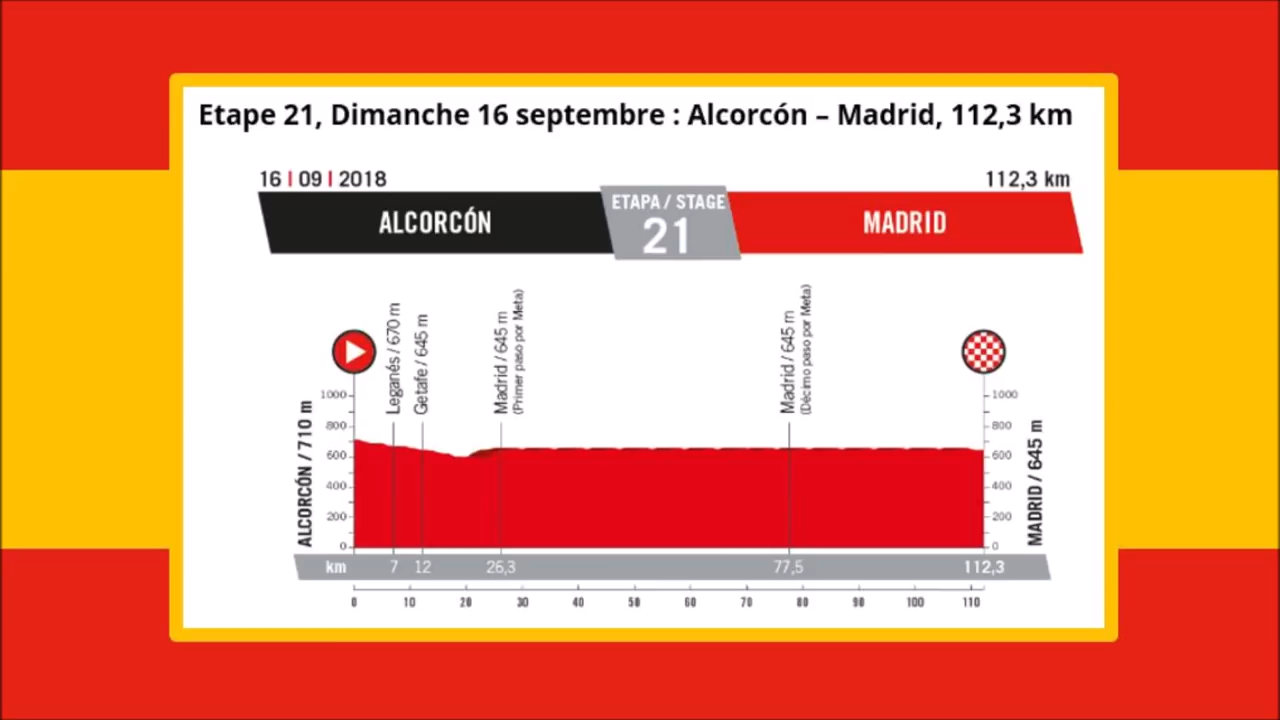 Etape 21, Dimanche 16 septembre : Alcorcón – Madrid, 112,3 km
16 | 09 | 2018
112,3 km
ALCORCÓN
ETAPA / STAGE
21
MADRID
Leganés / 670 m
Getafe / 645 m
Madrid / 645 m
(Primer paso por Meta)
Madrid / 645 m
(Décimo paso por Meta)
ALCORCÓN / 710 m
1000
800
600
400
200
0
1000
800
600
400
200
0
MADRID / 645 m
km 7 12 26,3 77,5 112,3
0 10 20 30 40 50 60 70 80 90 100 110